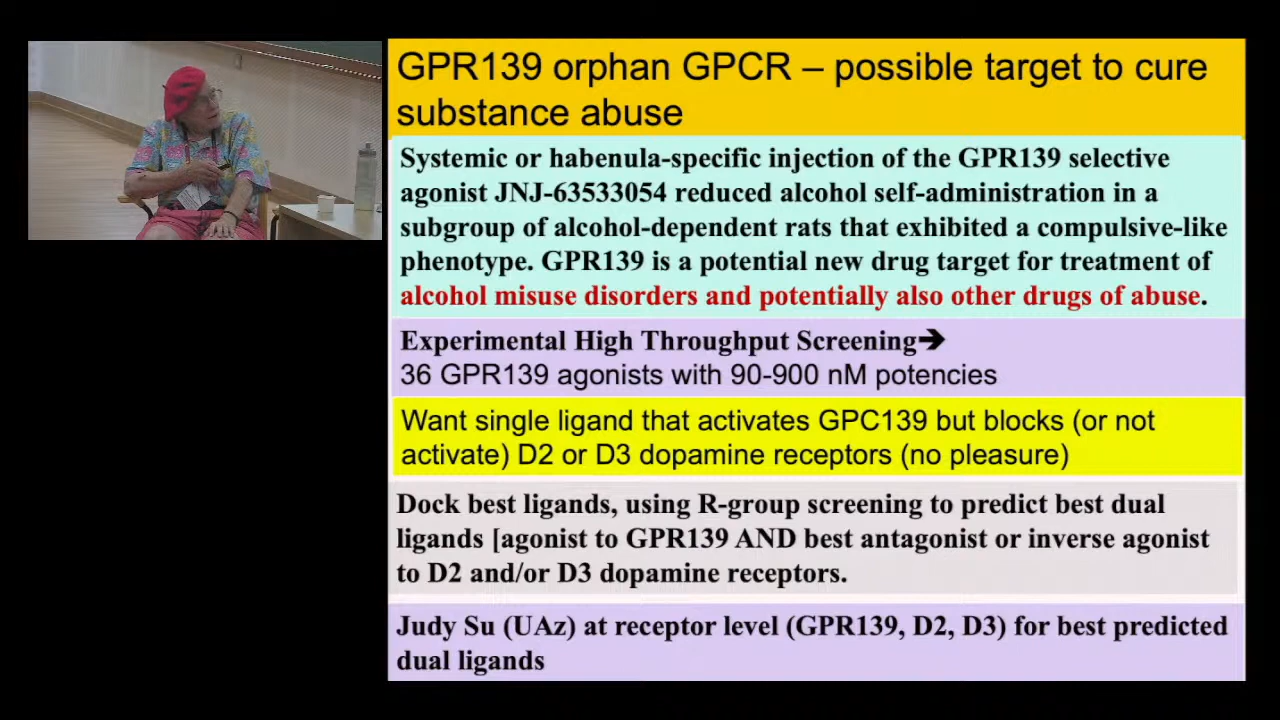 GPR139 orphan GPCR – possible target to cure
substance abuse
Systemic or habenula-specific injection of the GPR139 selective
agonist JNJ-63533054 reduced alcohol self-administration in a
subgroup of alcohol-dependent rats that exhibited a compulsive-like
phenotype. GPR139 is a potential new drug target for treatment of
alcohol misuse disorders and potentially also other drugs of abuse.
Experimental High Throughput Screening➔
36 GPR139 agonists with 90-900 nM potencies
Want single ligand that activates GPC139 but blocks (or not
activate) D2 or D3 dopamine receptors (no pleasure)
Dock best ligands, using R-group screening to predict best dual
ligands [agonist to GPR139 AND best antagonist or inverse agonist
to D2 and/or D3 dopamine receptors.
Judy Su (UAz) at receptor level (GPR139, D2, D3) for best predicted
dual ligands